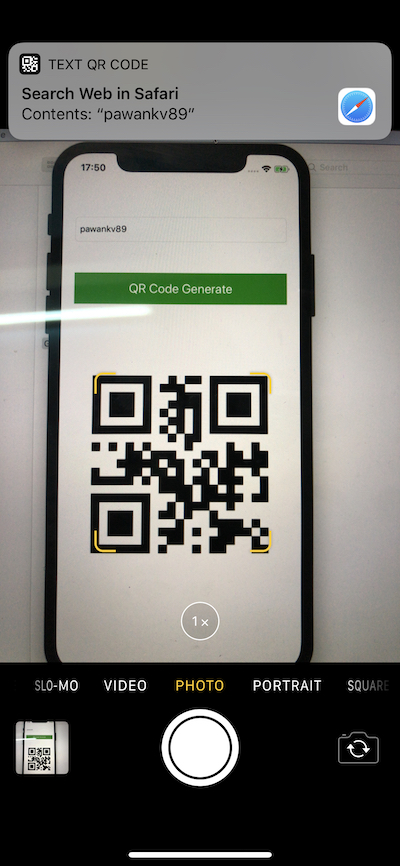 TEXT QR CODE
Search Web in Safari
Contents: “pawankv89“
17:50
Search
pawankv89
QR Code Generate
1×
SLO-MO
VIDEO
PHOTO
PORTRAIT
SQUARE